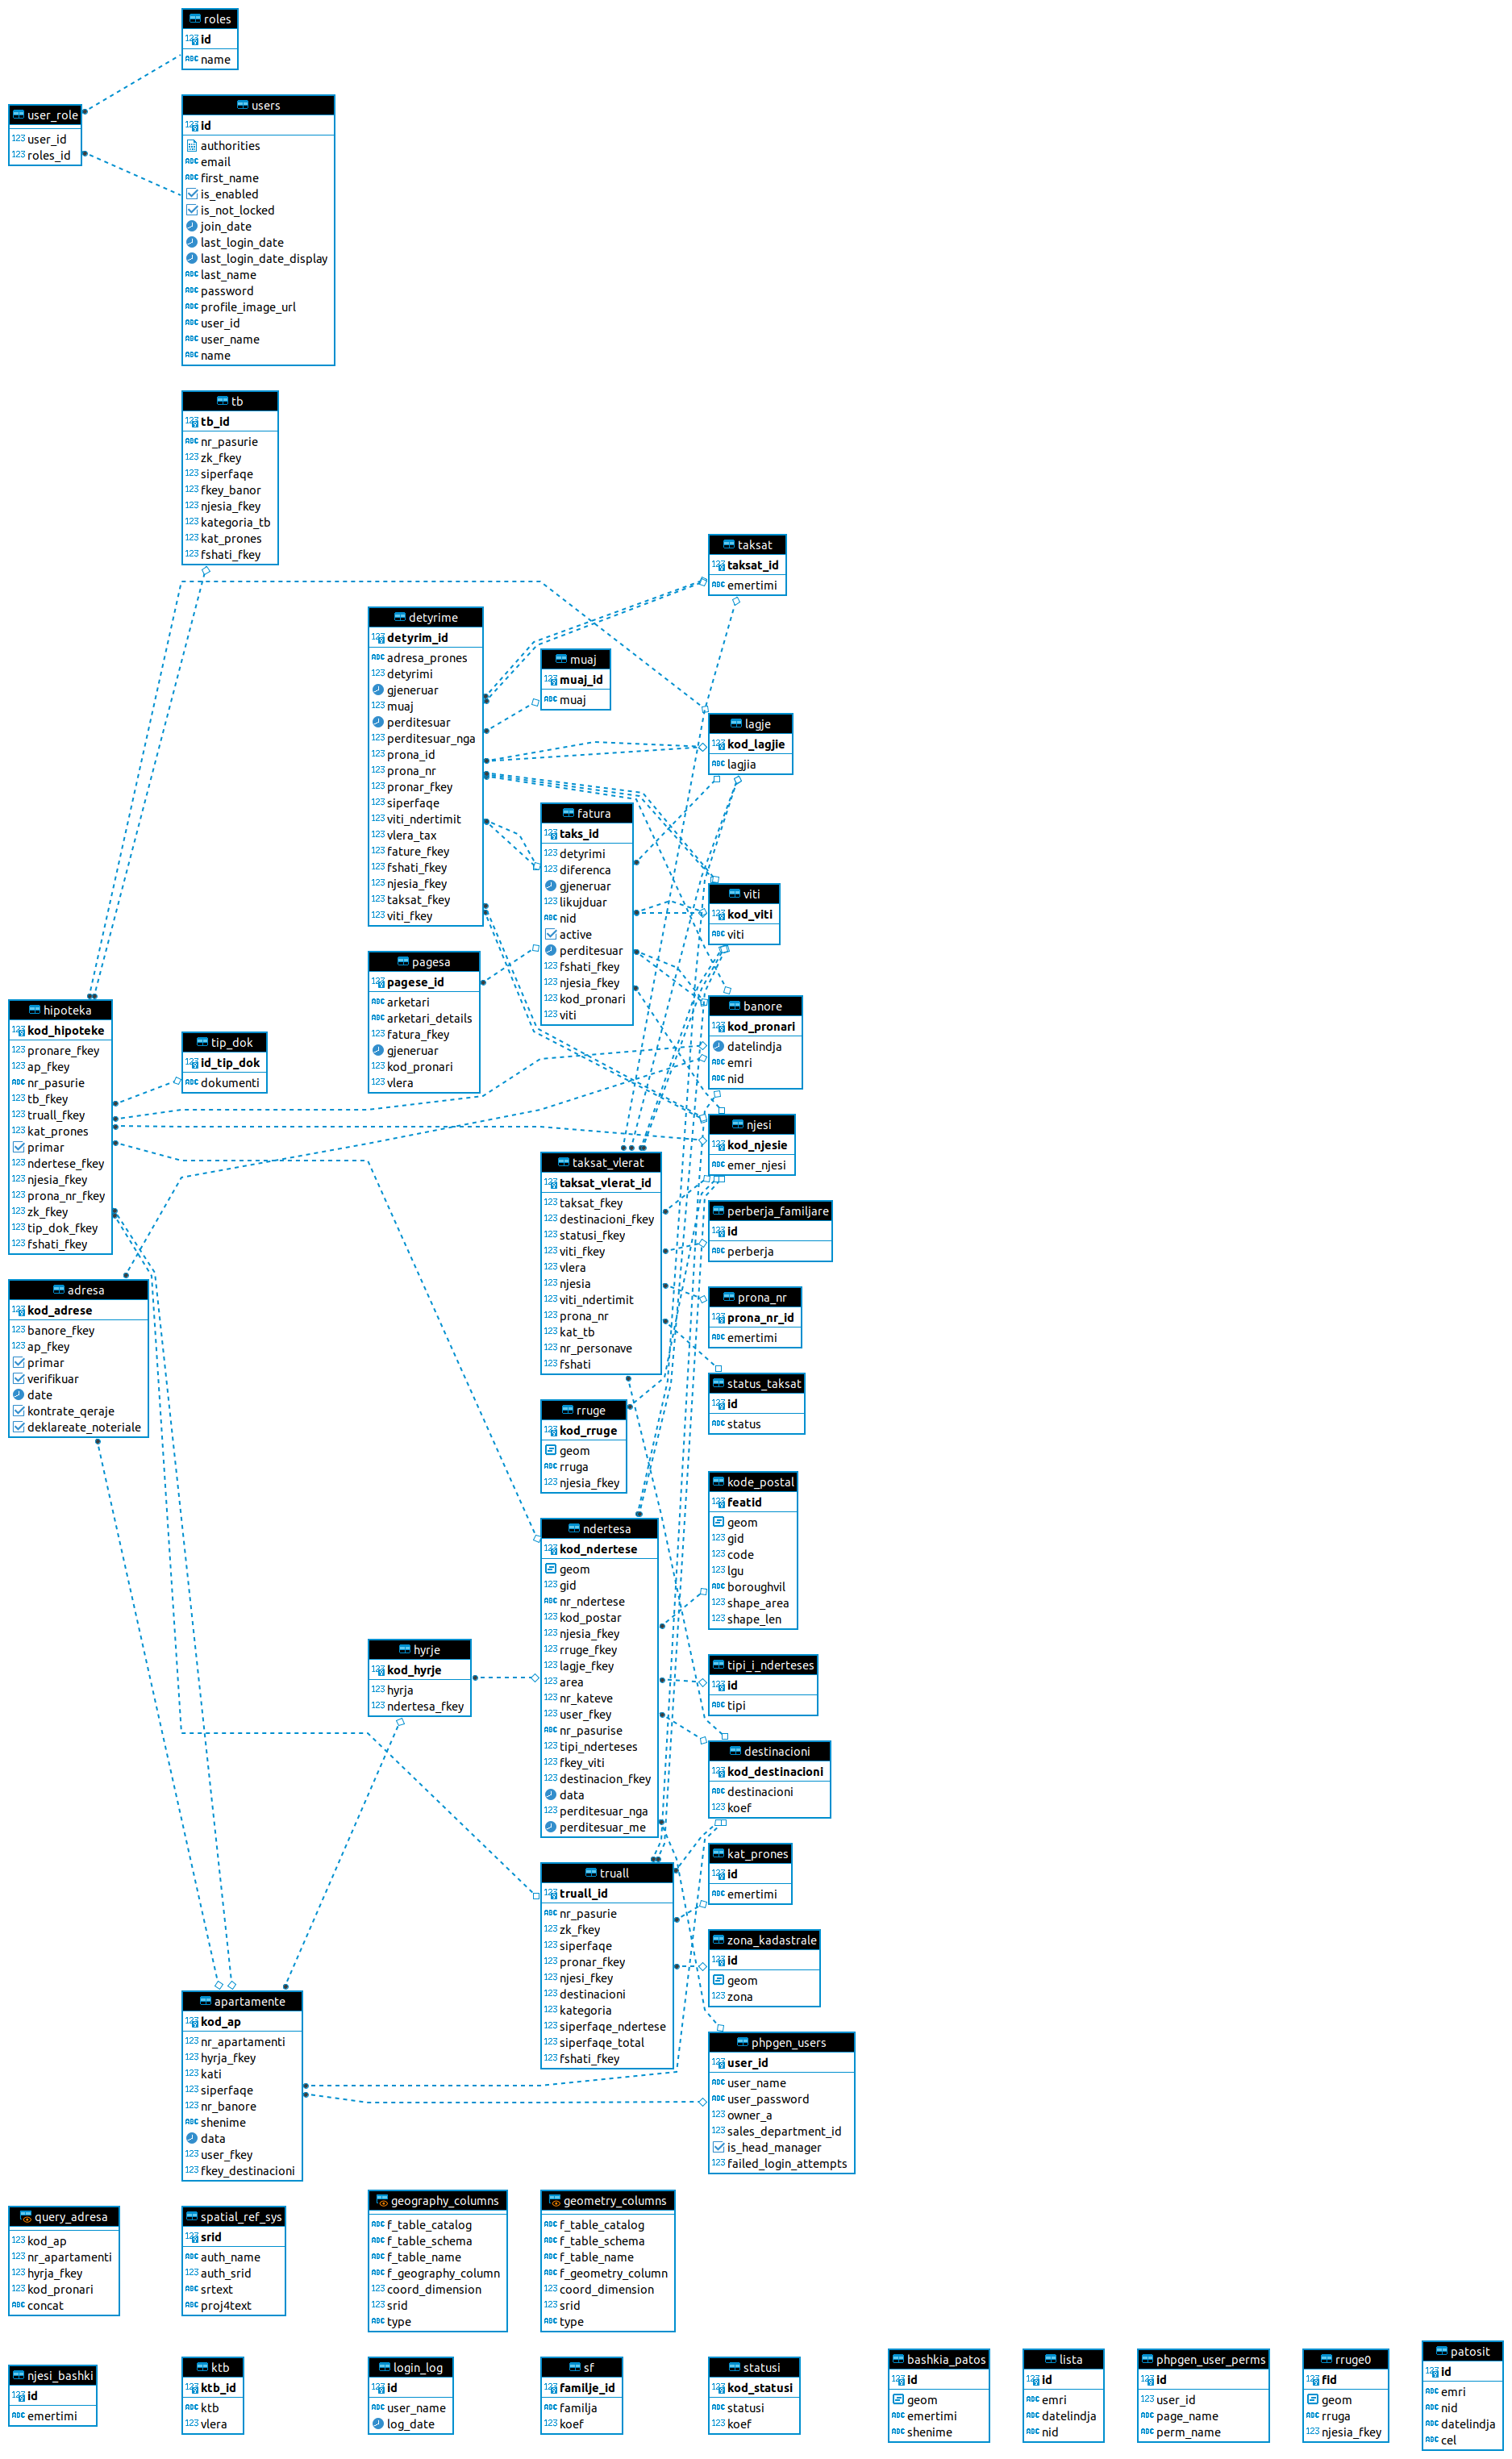 roles
id
name
user_role
user_id
roles_id
users
id
authorities
email
first_name
is_enabled
is_not_locked
join_date
last_login_date
last_login_date_display
last_name
password
profile_image_url
user_id
user_name
name
tb
tb_id
nr_pasurie
zk_fkey
siperfaqe
fkey_banor
njesia_fkey
kategoria_tb
kat_prones
fshati_fkey
taksat
taksat_id
emertimi
detyrime
detyrim_id
adresa_prones
detyrimi
gjeneruar
muaj
perditesuar
perditesuar_nga
prona_id
prona_nr
pronar_fkey
siperfaqe
viti_ndertimit
vlera_tax
fature_fkey
fshati_fkey
njesia_fkey
taksat_fkey
viti_fkey
muaj
muaj_id
muaj
lagje
kod_lagjie
lagjia
fatura
taks_id
detyrimi
diferenca
gjeneruar
likujduar
nid
active
perditesuar
fshati_fkey
njesia_fkey
kod_pronari
viti
viti
kod_viti
viti
pagesa
pagese_id
arketari
arketari_details
fatura_fkey
gjeneruar
kod_pronari
vlera
banore
kod_pronari
datelindja
emri
nid
hipoteka
kod_hipoteke
pronare_fkey
ap_fkey
nr_pasurie
tb_fkey
truall_fkey
kat_prones
primar
ndertese_fkey
njesia_fkey
prona_nr_fkey
zk_fkey
tip_dok_fkey
fshati_fkey
tip_dok
id_tip_dok
dokumenti
njesi
kod_njesie
emer_njesi
taksat_vlerat
taksat_vlerat_id
taksat_fkey
destinacioni_fkey
statusi_fkey
viti_fkey
vlera
njesia
viti_ndertimit
prona_nr
kat_tb
nr_personave
fshati
perberja_familjare
id
perberja
adresa
kod_adrese
banore_fkey
ap_fkey
primar
verifikuar
date
kontrate_qeraje
deklareate_noteriale
prona_nr
prona_nr_id
emertimi
status_taksat
id
status
rruge
kod_rruge
geom
rruga
njesia_fkey
kode_postal
featid
geom
gid
code
lgu
boroughvil
shape_area
shape_len
ndertesa
kod_ndertese
geom
gid
nr_ndertese
kod_postar
njesia_fkey
rruge_fkey
lagje_fkey
area
nr_kateve
user_fkey
nr_pasurise
tipi_nderteses
fkey_viti
destinacion_fkey
data
perditesuar_nga
perditesuar_me
hyrje
kod_hyrje
hyrja
ndertesa_fkey
tipi_i_nderteses
id
tipi
destinacioni
kod_destinacioni
destinacioni
koef
kat_prones
id
emertimi
truall
truall_id
nr_pasurie
zk_fkey
siperfaqe
pronar_fkey
njesi_fkey
destinacioni
kategoria
siperfaqe_ndertese
siperfaqe_total
fshati_fkey
zona_kadastrale
id
geom
zona
apartamente
kod_ap
nr_apartamenti
hyrja_fkey
kati
siperfaqe
nr_banore
shenime
data
user_fkey
fkey_destinacioni
phpgen_users
user_id
user_name
user_password
owner_a
sales_department_id
is_head_manager
failed_login_attempts
query_adresa
kod_ap
nr_apartamenti
hyrja_fkey
kod_pronari
concat
spatial_ref_sys
srid
auth_name
auth_srid
srtext
proj4text
geography_columns
f_table_catalog
f_table_schema
f_table_name
f_geography_column
coord_dimension
srid
type
geometry_columns
f_table_catalog
f_table_schema
f_table_name
f_geometry_column
coord_dimension
srid
type
njesi_bashki
id
emertimi
ktb
ktb_id
ktb
vlera
login_log
id
user_name
log_date
sf
familje_id
familja
koef
statusi
kod_statusi
statusi
koef
bashkia_patos
id
geom
emertimi
shenime
lista
id
emri
datelindja
nid
phpgen_user_perms
id
user_id
page_name
perm_name
rruge0
fid
geom
rruga
njesia_fkey
patosit
id
emri
nid
datelindja
cel